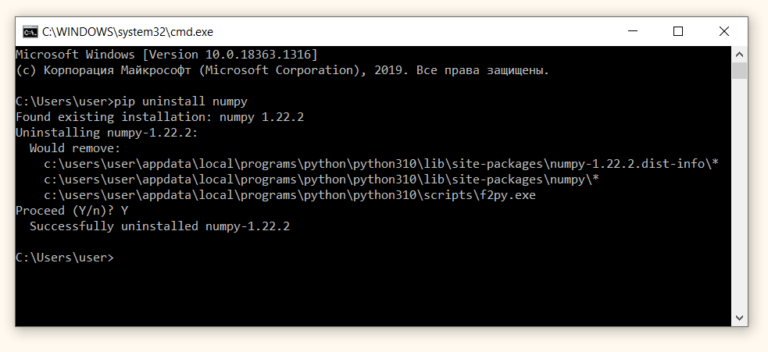 C:\WINDOWS\system32\cmd.exe
Microsoft Windows [Version 10.0.18363.1316]
(c) Корпорация Майкрософт (Microsoft Corporation), 2019. Все права защищены.
C:\Users\user>pip uninstall numpy
Found existing installation: numpy 1.22.2
Uninstalling numpy-1.22.2:
Would remove:
c:\users\user\appdata\local\programs\python\python310\lib\site-packages\numpy-1.22.2.dist-info\*
c:\users\user\appdata\local\programs\python\python310\lib\site-packages\numpy\*
c:\users\user\appdata\local\programs\python\python310\scripts\f2py.exe
Proceed (Y/n)? Y
Successfully uninstalled numpy-1.22.2
C:\Users\user>